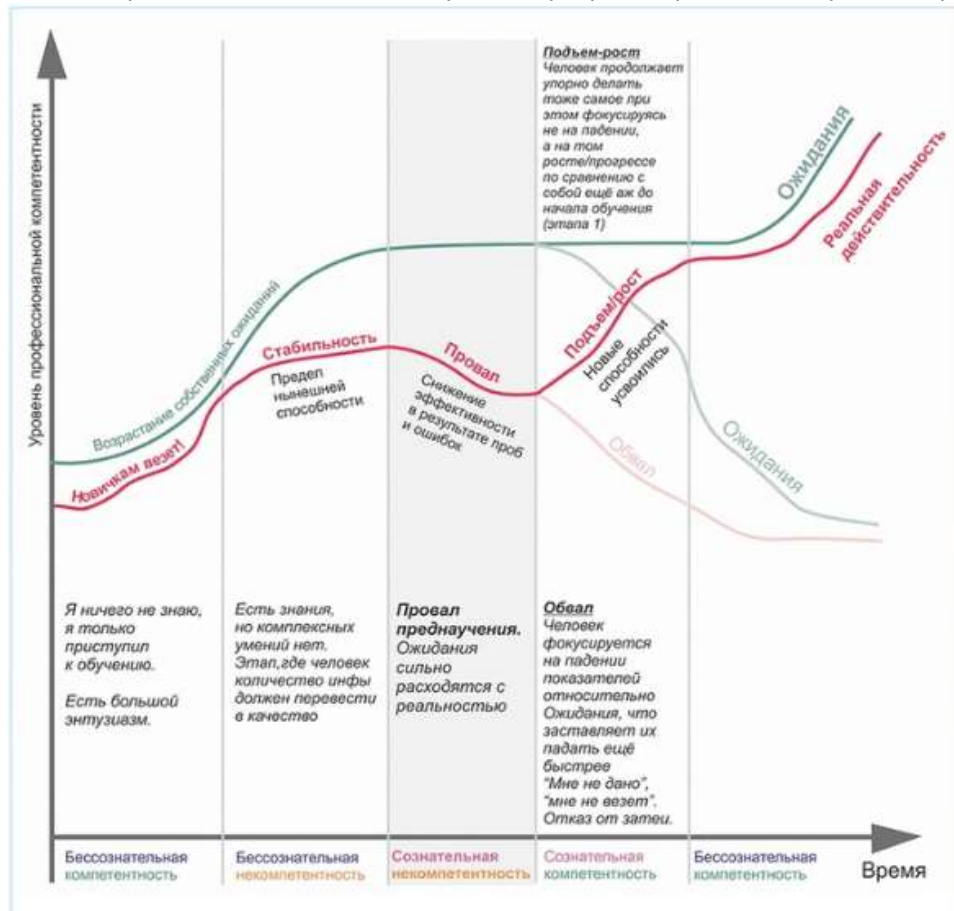 Уровень профессиональной компетентности
Подъем-рост
Человек продолжает
упорно делать
тоже самое при
этом фокусируясь
не на падении,
а на том
росте/прогрессе
по сравнению с
собой ещё аж до
начала обучения
(этапа 1)
Ожидания
Реальная
действительность
Возрастание собственных ожиданий
Новичкам везет!
Стабильность
Предел
нынешней
способности
Провал
Снижение
эффективности
в результате проб
и ошибок
Подъем/рост
Новые
способности
усвоились
Обвал
Ожидания
Я ничего не знаю,
я только
приступил
к обучению.
Есть большой
энтузиазм.
Есть знания,
но комплексных
умений нет.
Этап,где человек
количество инфы
должен перевести
в качество
Провал
преднаучения.
Ожидания
сильно
расходятся с
реальностью
Обвал
Человек
фокусируется
на падении
показателей
относительно
Ожидания, что
заставляет их
падать ещё
быстрее
“Мне не дано”,
“мне не везет”.
Отказ от затеи.
Бессознательная
компетентность
Бессознательная
некомпетентность
Сознательная
некомпетентность
Сознательная
компетентность
Бессознательная
компетентность
Время